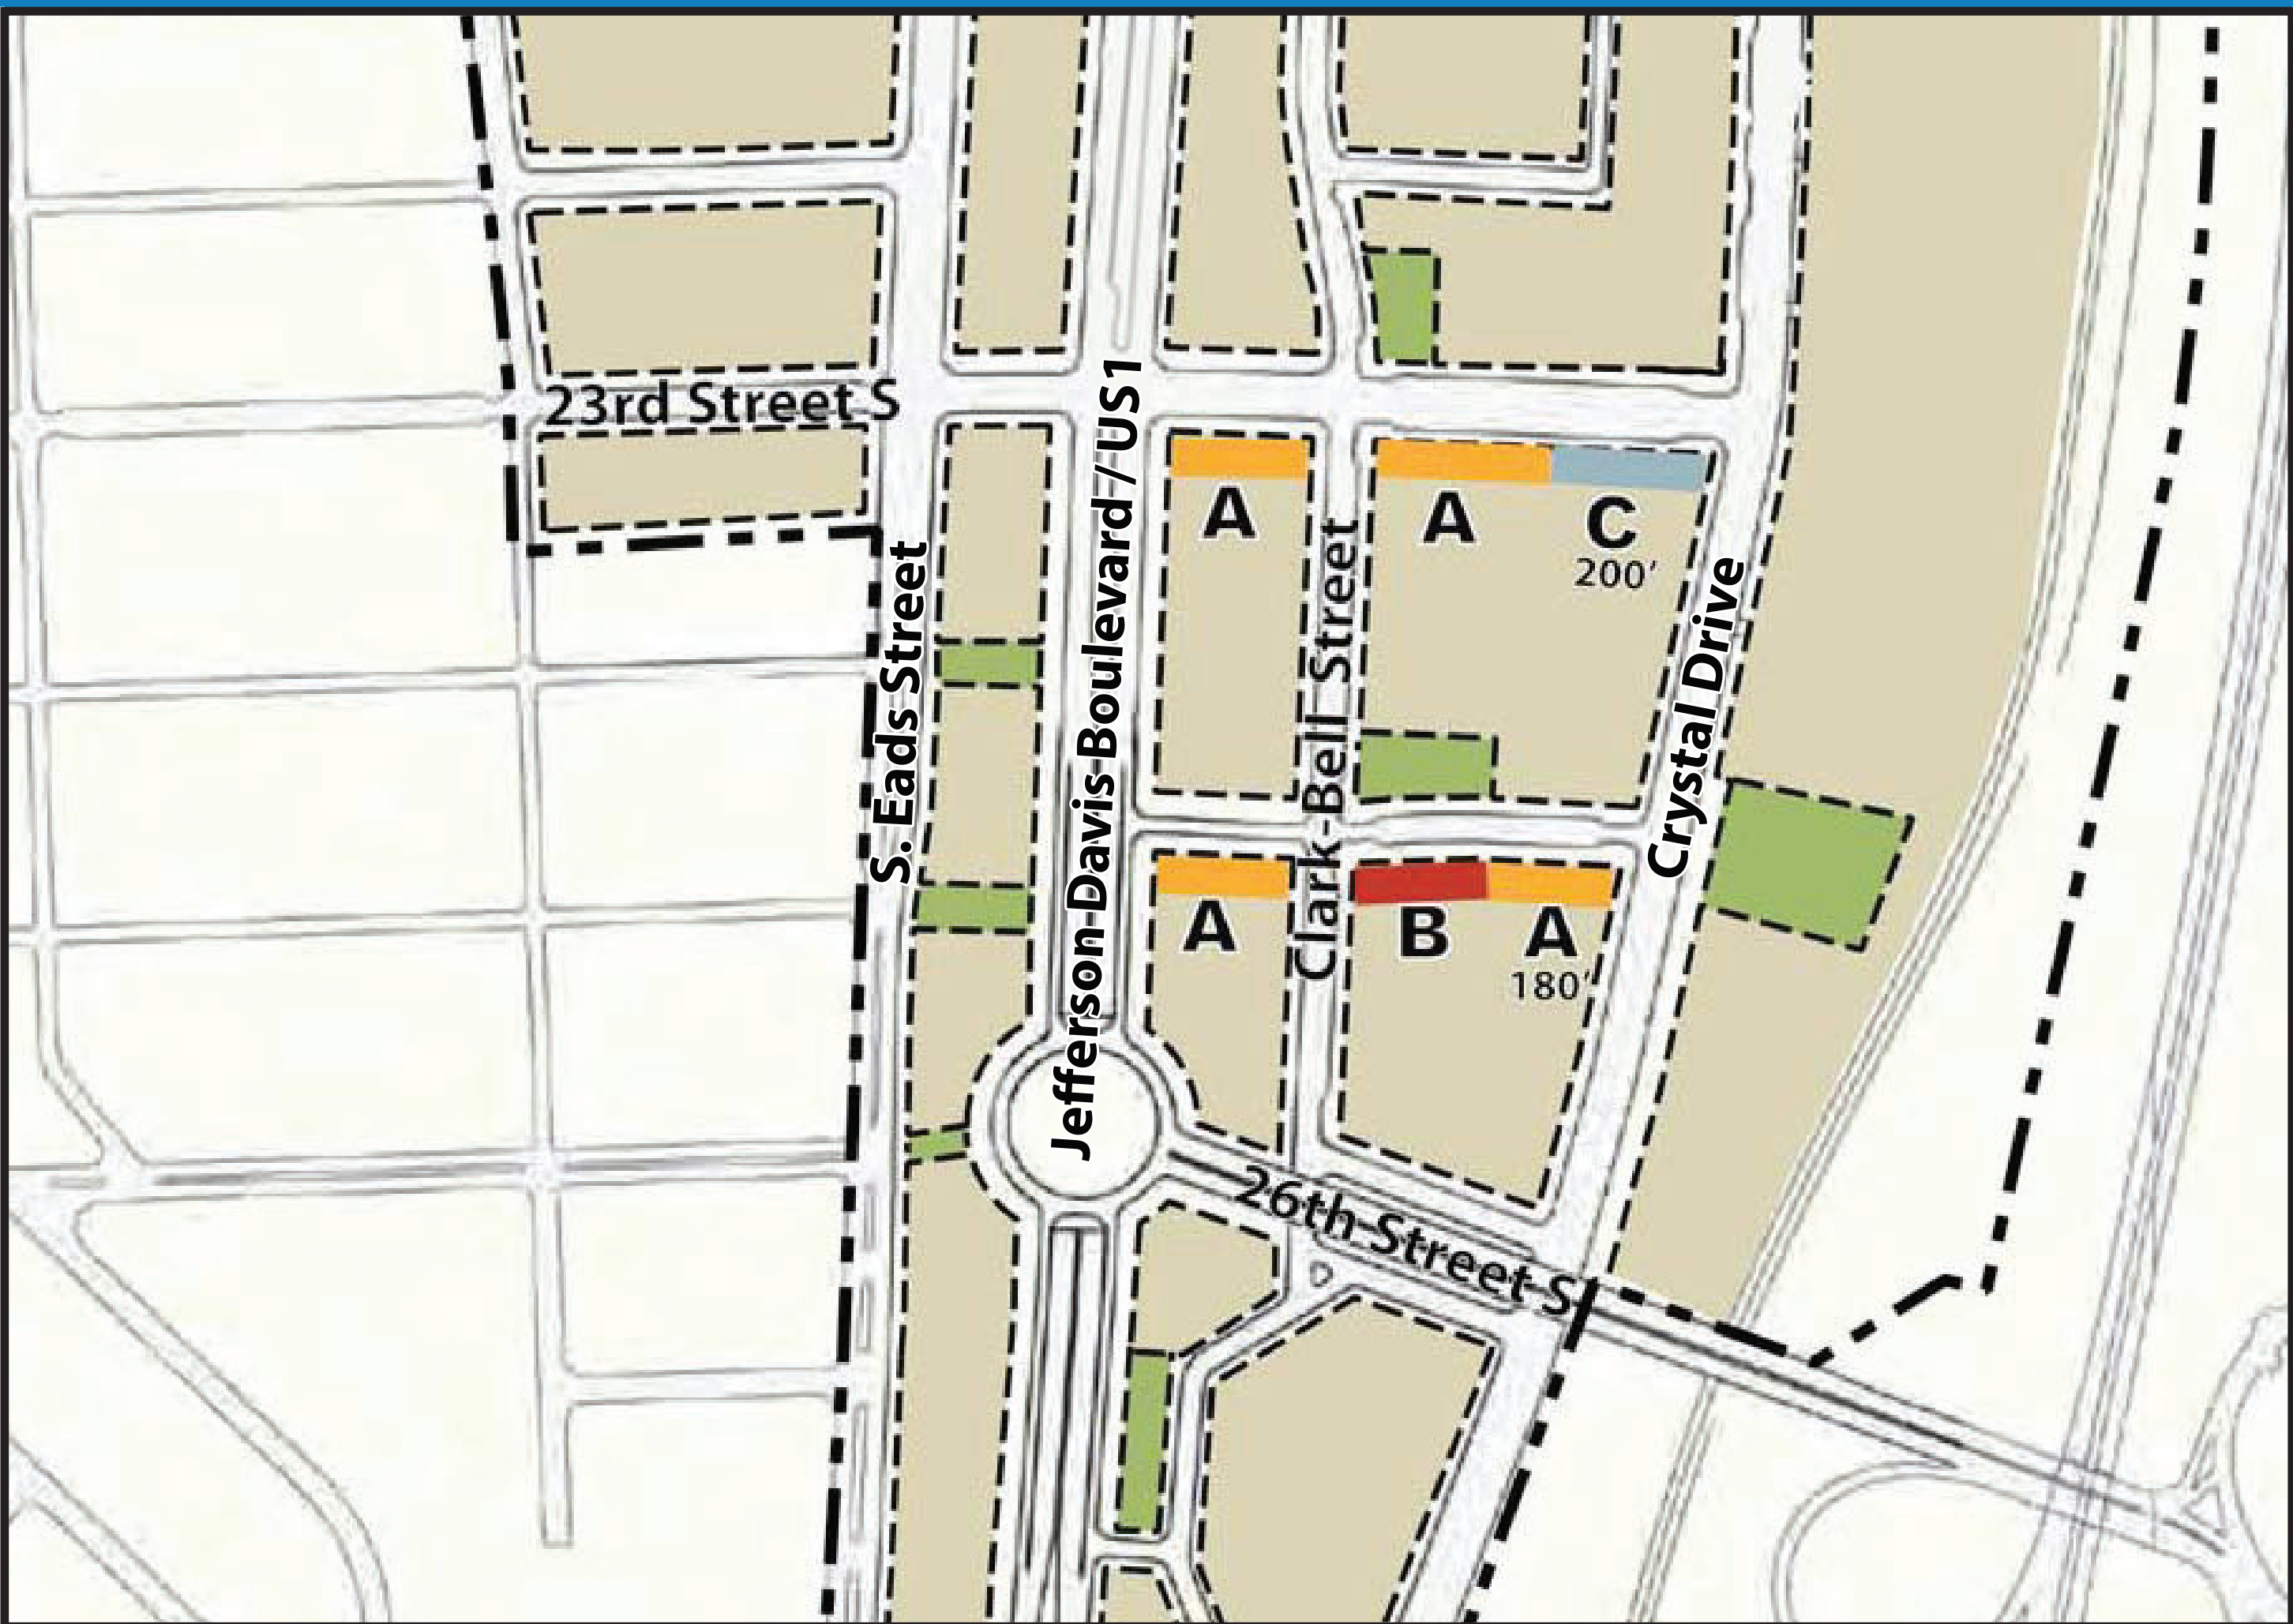 23rd Street S
S. Eads Street
Jefferson Davis Boulevard / US1
Clark-Bell Street
Crystal Drive
A
A
C
200'
A
B
A
180'
26th Street S